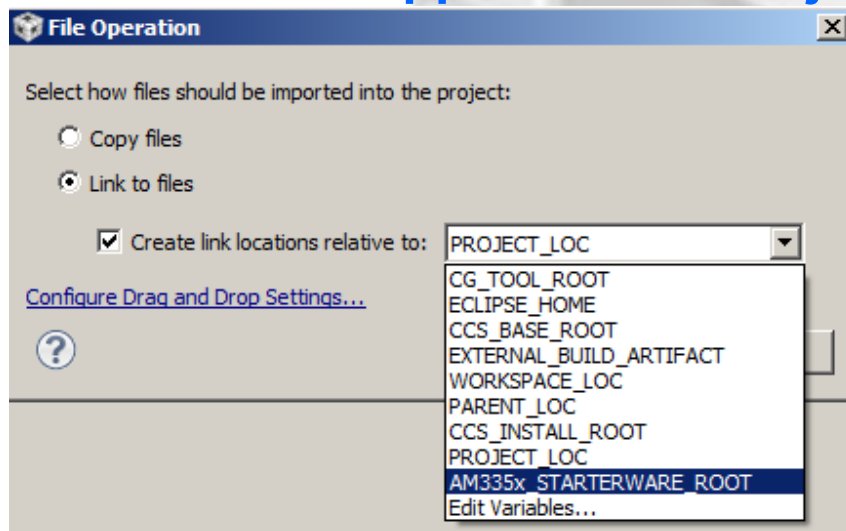 File Operation
Select how files should be imported into the project:
Copy files
Link to files
Create link locations relative to: PROJECT_LOC
CG_TOOL_ROOT
ECLIPSE_HOME
CCS_BASE_ROOT
EXTERNAL_BUILD_ARTIFACT
WORKSPACE_LOC
PARENT_LOC
CCS_INSTALL_ROOT
PROJECT_LOC
AM335x_STARTERWARE_ROOT
Edit Variables...
Configure Drag and Drop Settings...
?